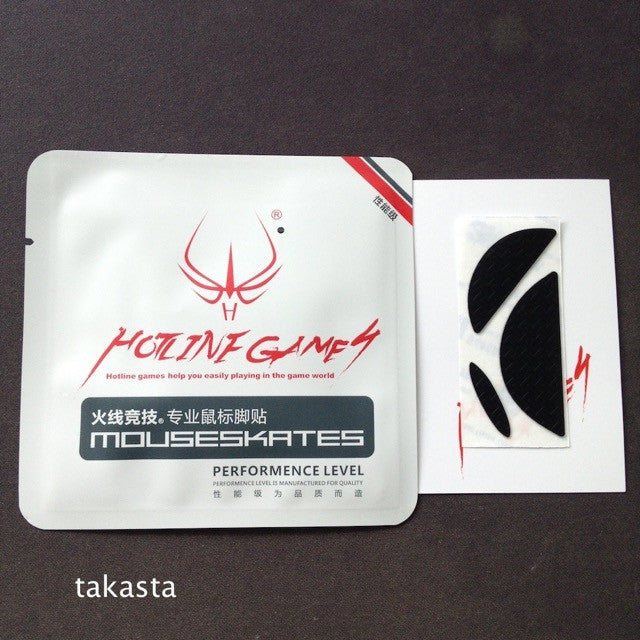 性能级
®
H
HOTLINE GAMES
Hotline games help you easily playing in the game world
火线竞技®专业鼠标脚贴
MOUSESKATES
PERFORMENCE LEVEL
PERFORMENCE LEVEL IS MANUFACTURED FOR QUALITY
性能级为品质而造
takasta